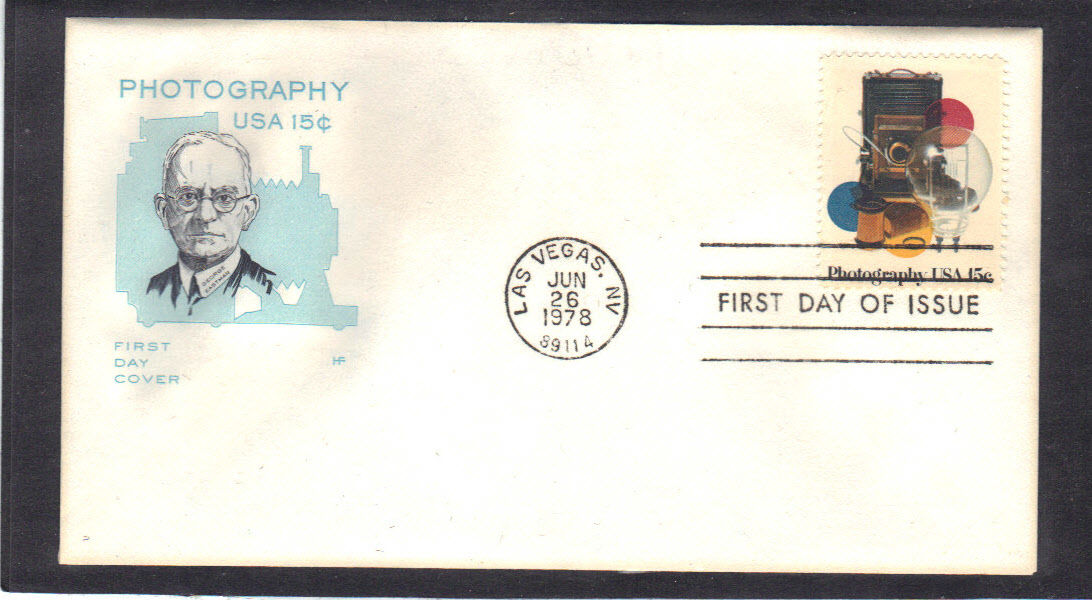 PHOTOGRAPHY
USA 15¢
GEORGE
EASTMAN
FIRST
DAY
COVER
HF
LAS VEGAS, NV
JUN
26
1978
89114
Photography USA 15c
FIRST DAY OF ISSUE